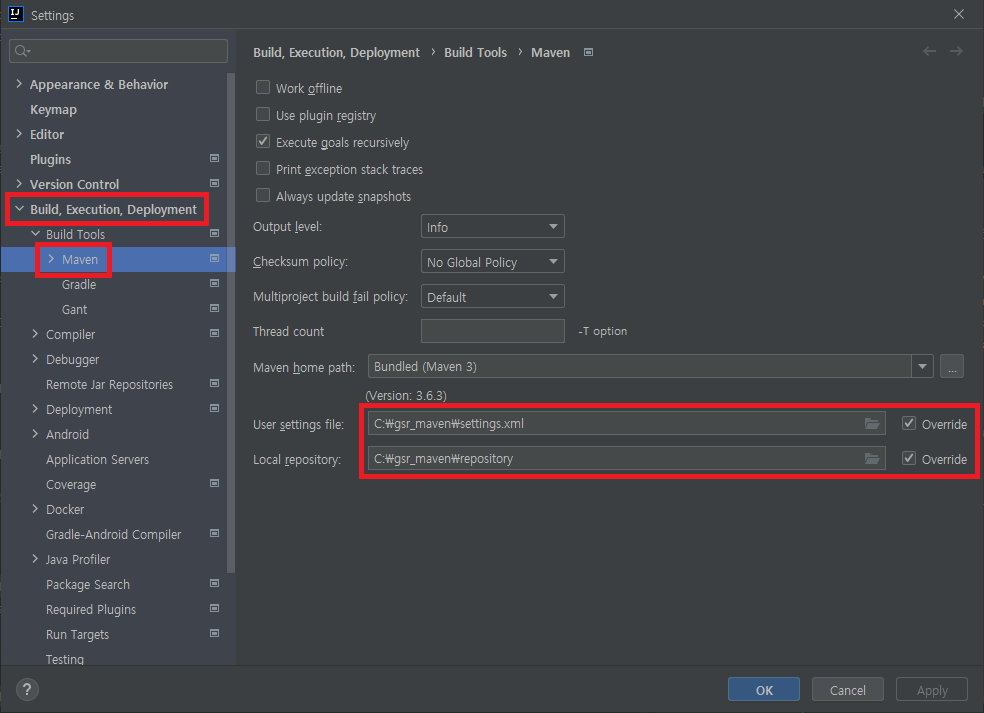 IJ Settings
Build, Execution, Deployment › Build Tools › Maven
Appearance & Behavior
Keymap
Editor
Plugins
Version Control
Build, Execution, Deployment
Build Tools
Maven
Gradle
Gant
Compiler
Debugger
Remote Jar Repositories
Deployment
Android
Application Servers
Coverage
Docker
Gradle-Android Compiler
Java Profiler
Package Search
Required Plugins
Run Targets
Testing
Work offline
Use plugin registry
Execute goals recursively
Print exception stack traces
Always update snapshots
Output level: Info
Checksum policy: No Global Policy
Multiproject build fail policy: Default
Thread count -T option
Maven home path: Bundled (Maven 3) ...
(Version: 3.6.3)
User settings file: C:₩gsr_maven₩settings.xml Override
Local repository: C:₩gsr_maven₩repository Override
? OK Cancel Apply